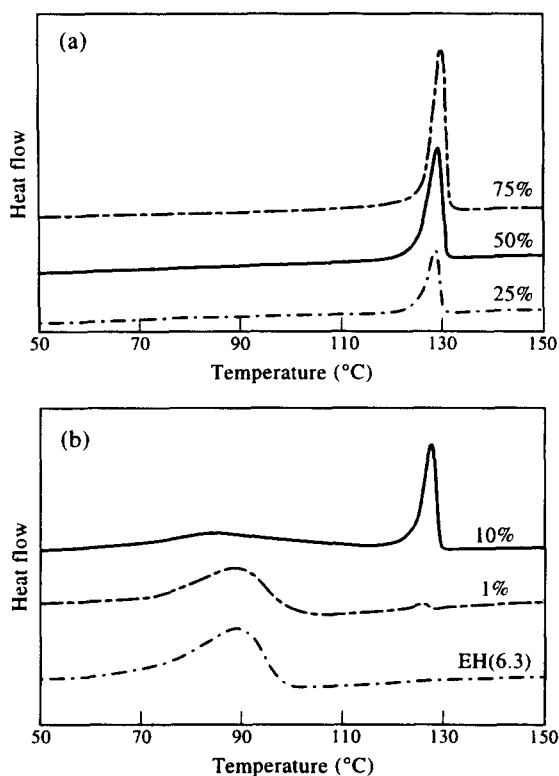 (a)
Heat flow
75%
50%
25%
50 70 90 110 130 150
Temperature (°C)
(b)
Heat flow
10%
1%
EH(6.3)
50 70 90 110 130 150
Temperature (°C)